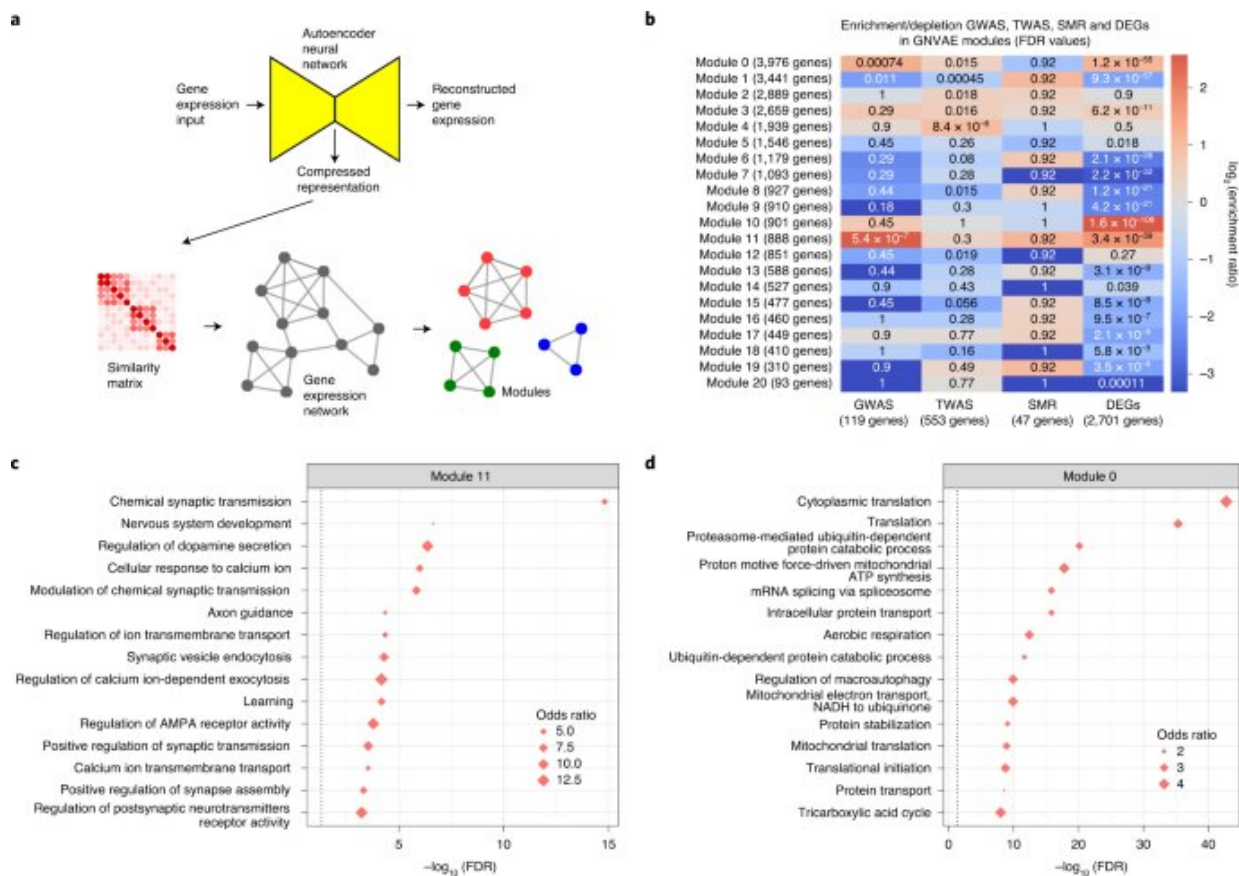 a
Autoencoder
neural
network
Gene
expression
input
Reconstructed
gene
expression
Compressed
representation
Similarity
matrix
Gene
expression
network
Modules
b
Enrichment/depletion GWAS, TWAS, SMR and DEGs
in GNVAE modules (FDR values)
Module 0 (3,976 genes) 0.00074 0.015 0.92
Module 1 (3,441 genes) 0.011 0.00045 0.92
Module 2 (2,889 genes) 1 0.018 0.92 0.9
Module 3 (2,659 genes) 0.29 0.016 0.92 6.2 × 10⁻¹¹
Module 4 (1,939 genes) 0.9 1 0.5
Module 5 (1,546 genes) 0.45 0.26 0.92 0.018
Module 6 (1,179 genes) 0.29 0.08 0.92
Module 7 (1,093 genes) 0.29 0.28 0.92
Module 8 (927 genes) 0.44 0.015 0.92
Module 9 (910 genes) 0.18 0.3 1
Module 10 (901 genes) 0.45 1 1
Module 11 (888 genes) 5.4 × 10⁻⁷ 0.3 0.92
Module 12 (851 genes) 0.45 0.019 0.92 0.27
Module 13 (588 genes) 0.44 0.28 0.92
Module 14 (527 genes) 0.9 0.43 1 0.039
Module 15 (477 genes) 0.45 0.056 0.92
Module 16 (460 genes) 1 0.28 0.92 9.5 × 10⁻⁷
Module 17 (449 genes) 0.9 0.77 0.92
Module 18 (410 genes) 1 0.16 1
Module 19 (310 genes) 0.9 0.49 0.92
Module 20 (93 genes) 1 0.77 1 0.00011
GWAS
(119 genes)
TWAS
(553 genes)
SMR
(47 genes)
DEGs
(2,701 genes)
2
1
0
−1
−2
−3
log₂ (enrichment ratio)
c
Module 11
Chemical synaptic transmission
Nervous system development
Regulation of dopamine secretion
Cellular response to calcium ion
Modulation of chemical synaptic transmission
Axon guidance
Regulation of ion transmembrane transport
Synaptic vesicle endocytosis
Regulation of calcium ion-dependent exocytosis
Learning
Regulation of AMPA receptor activity
Positive regulation of synaptic transmission
Calcium ion transmembrane transport
Positive regulation of synapse assembly
Regulation of postsynaptic neurotransmitters
receptor activity
Odds ratio
5.0
7.5
10.0
12.5
5 10 15
−log₁₀ (FDR)
d
Module 0
Cytoplasmic translation
Translation
Proteasome-mediated ubiquitin-dependent
protein catabolic process
Proton motive force-driven mitochondrial
ATP synthesis
mRNA splicing via spliceosome
Intracellular protein transport
Aerobic respiration
Ubiquitin-dependent protein catabolic process
Regulation of macroautophagy
Mitochondrial electron transport,
NADH to ubiquinone
Protein stabilization
Mitochondrial translation
Translational initiation
Protein transport
Tricarboxylic acid cycle
Odds ratio
2
3
4
10 20 30 40
−log₁₀ (FDR)